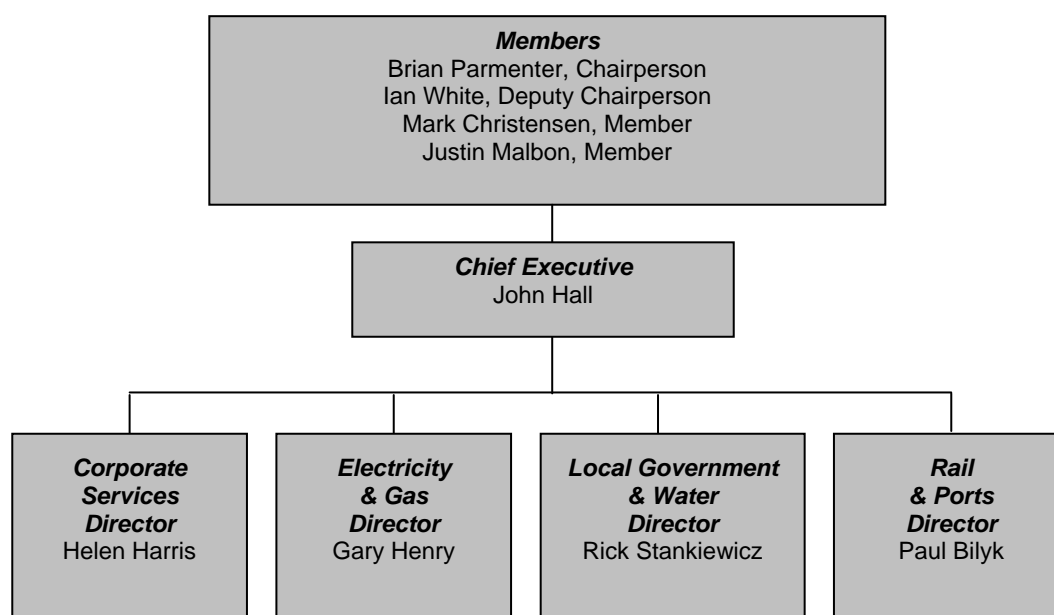 Members
Brian Parmenter, Chairperson
Ian White, Deputy Chairperson
Mark Christensen, Member
Justin Malbon, Member
Chief Executive
John Hall
Corporate
Services
Director
Helen Harris
Electricity
& Gas
Director
Gary Henry
Local Government
& Water
Director
Rick Stankiewicz
Rail
& Ports
Director
Paul Bilyk